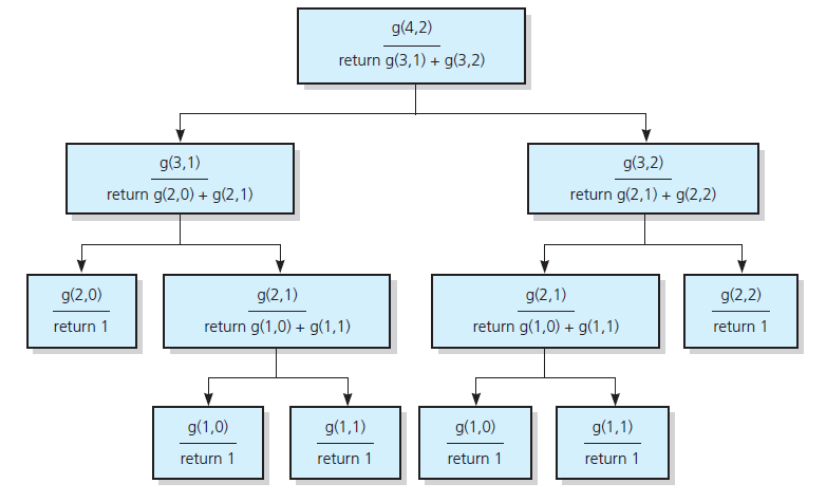 g(4,2)
return g(3,1) + g(3,2)
g(3,1)
return g(2,0) + g(2,1)
g(3,2)
return g(2,1) + g(2,2)
g(2,0)
return 1
g(2,1)
return g(1,0) + g(1,1)
g(2,1)
return g(1,0) + g(1,1)
g(2,2)
return 1
g(1,0)
return 1
g(1,1)
return 1
g(1,0)
return 1
g(1,1)
return 1